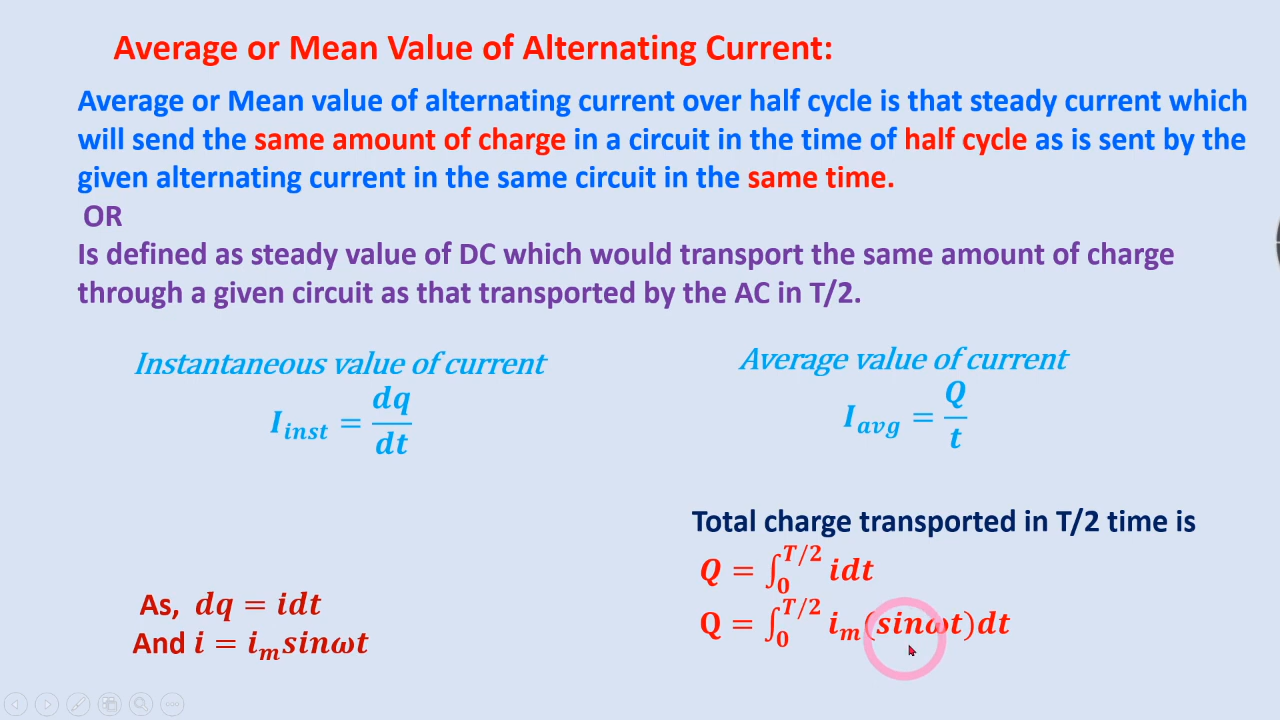 Average or Mean Value of Alternating Current:
Average or Mean value of alternating current over half cycle is that steady current which
will send the same amount of charge in a circuit in the time of half cycle as is sent by the
given alternating current in the same circuit in the same time.
OR
Is defined as steady value of DC which would transport the same amount of charge
through a given circuit as that transported by the AC in T/2.
Instantaneous value of current
I_inst = dq/dt
Average value of current
I_avg = Q/t
As, dq = idt
And i = i_m sinωt
Total charge transported in T/2 time is
Q = ∫_0^{T/2} idt
Q = ∫_0^{T/2} i_m(sinωt)dt